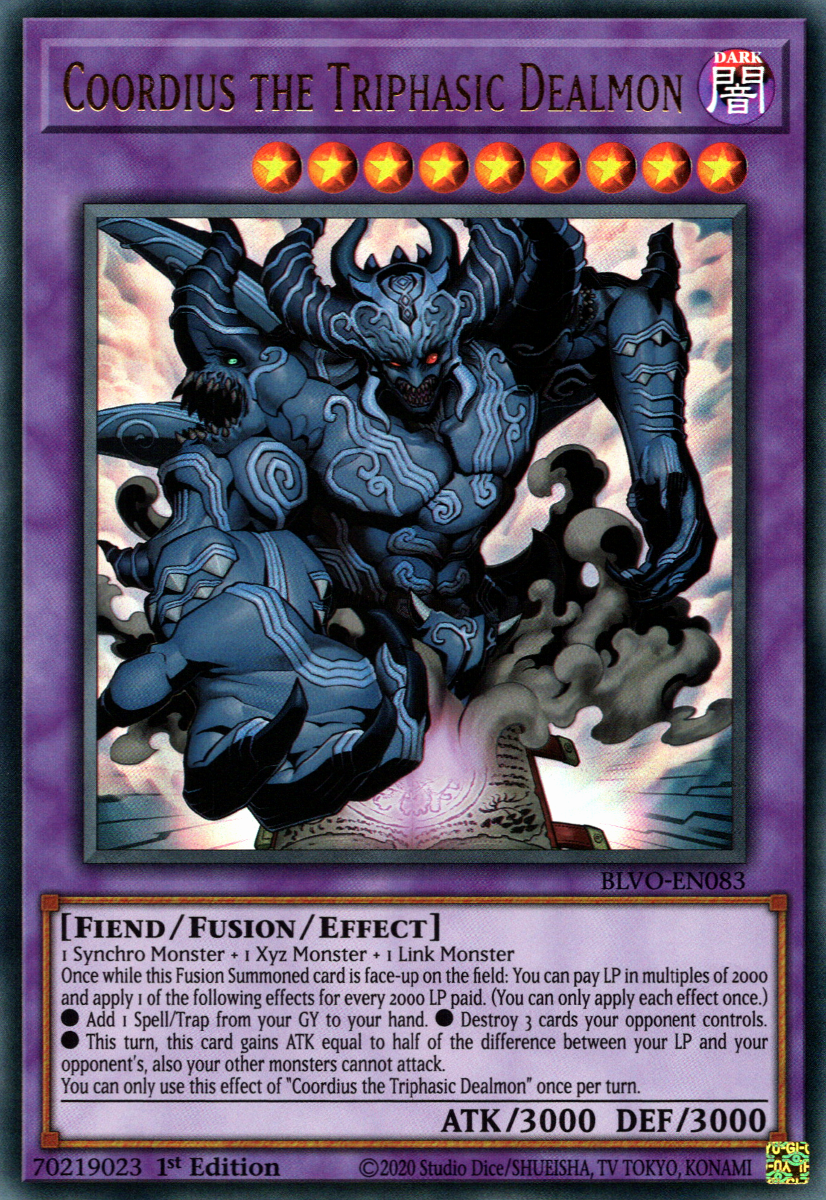 COORDIUS THE TRIPHASIC DEALMON
DARK
闇
BLVO-EN083
[FIEND/FUSION/EFFECT]
1 Synchro Monster + 1 Xyz Monster + 1 Link Monster
Once while this Fusion Summoned card is face-up on the field: You can pay LP in multiples of 2000
and apply 1 of the following effects for every 2000 LP paid. (You can only apply each effect once.)
● Add 1 Spell/Trap from your GY to your hand. ● Destroy 3 cards your opponent controls.
● This turn, this card gains ATK equal to half of the difference between your LP and your
opponent's, also your other monsters cannot attack.
You can only use this effect of "Coordius the Triphasic Dealmon" once per turn.
ATK/3000 DEF/3000
70219023 1st Edition ©2020 Studio Dice/SHUEISHA, TV TOKYO, KONAMI